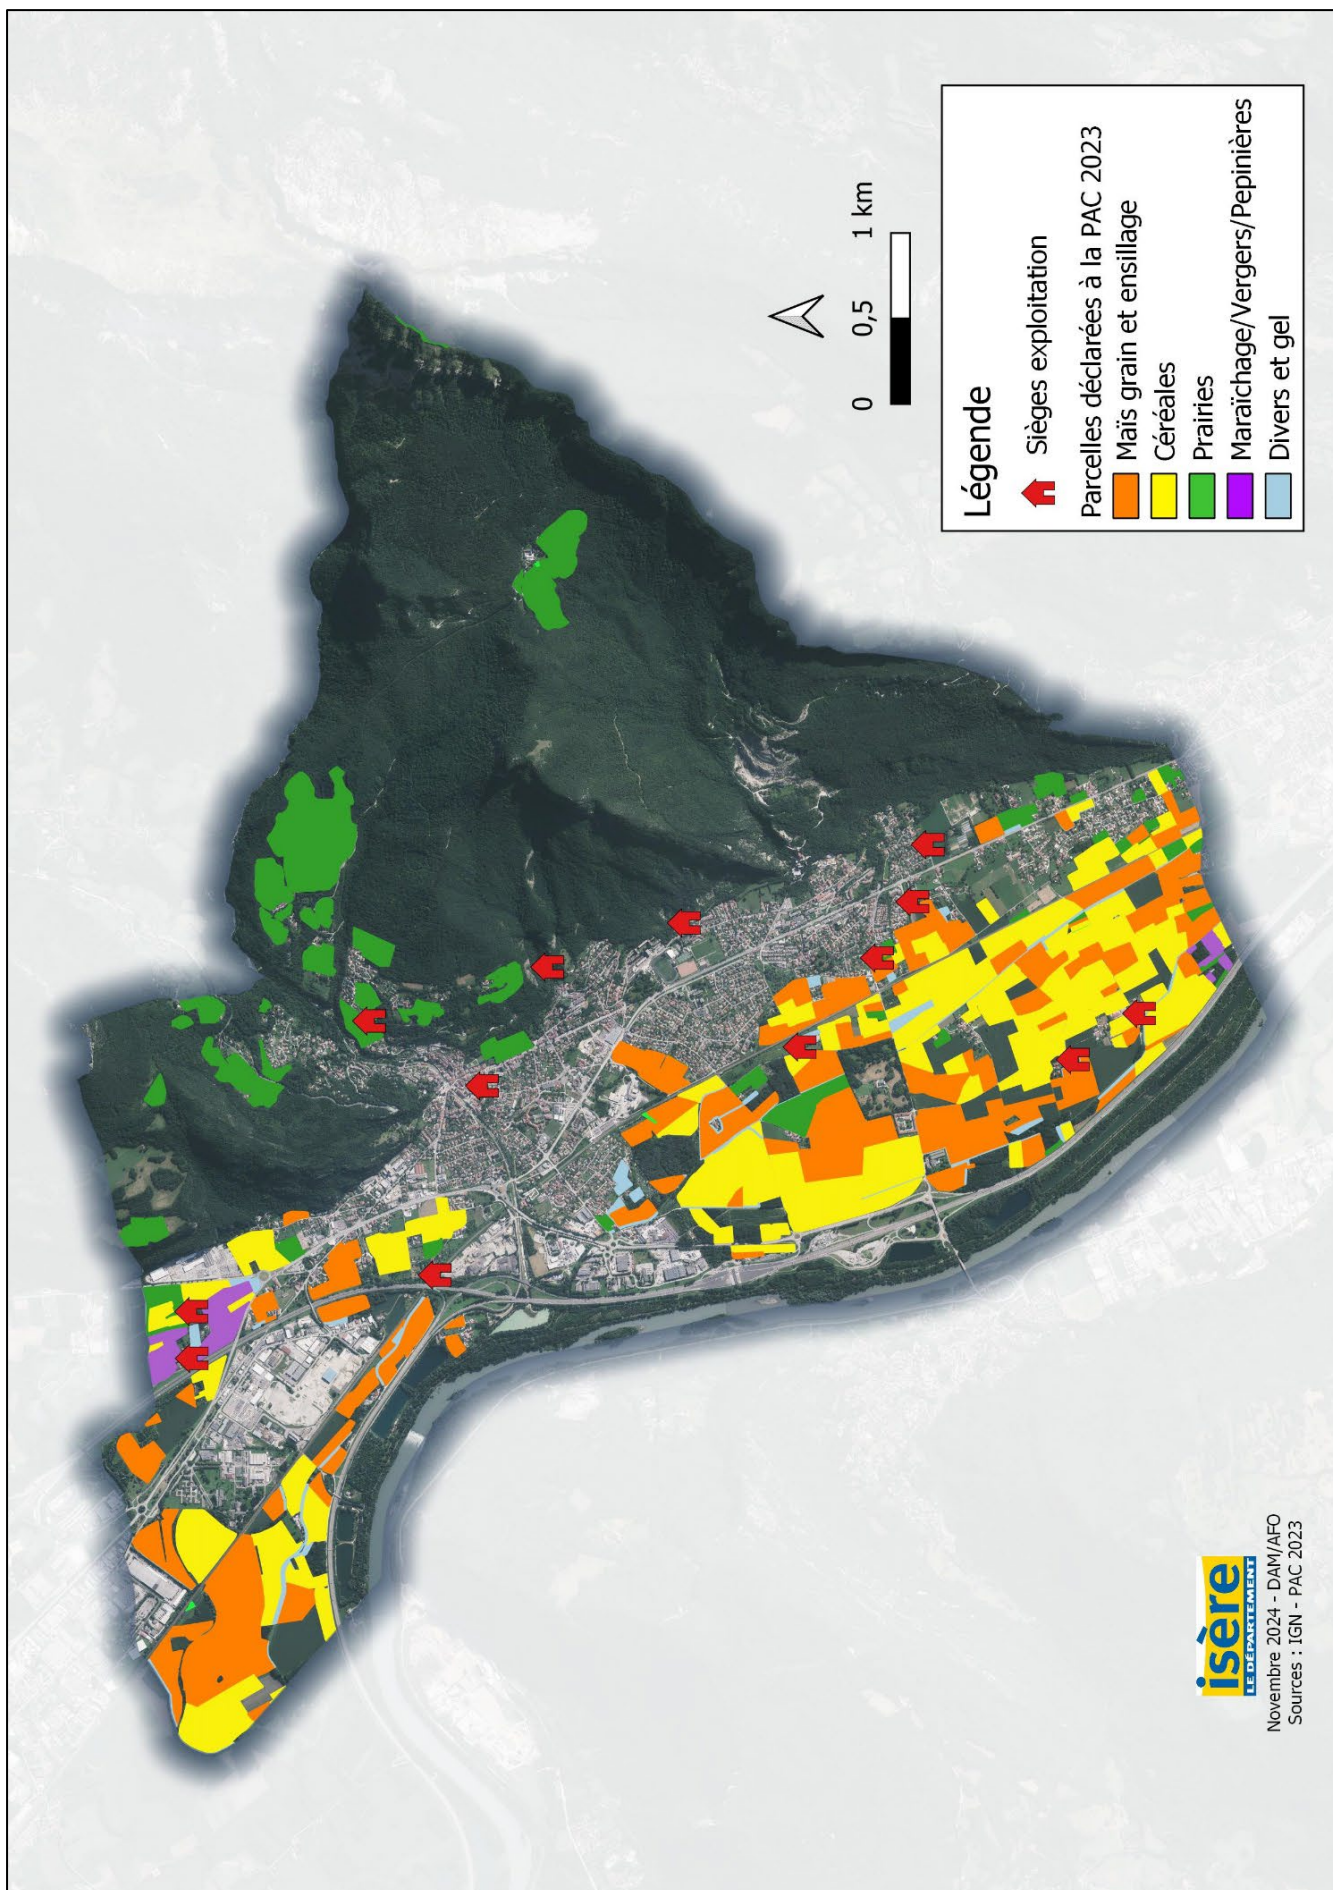 0 0,5 1 km
Légende
Sièges exploitation
Parcelles déclarées à la PAC 2023
Maïs grain et ensillage
Céréales
Prairies
Maraîchage/Vergers/Pepinières
Divers et gel
isère
LE DÉPARTEMENT
Novembre 2024 - DAM/AFO
Sources : IGN - PAC 2023